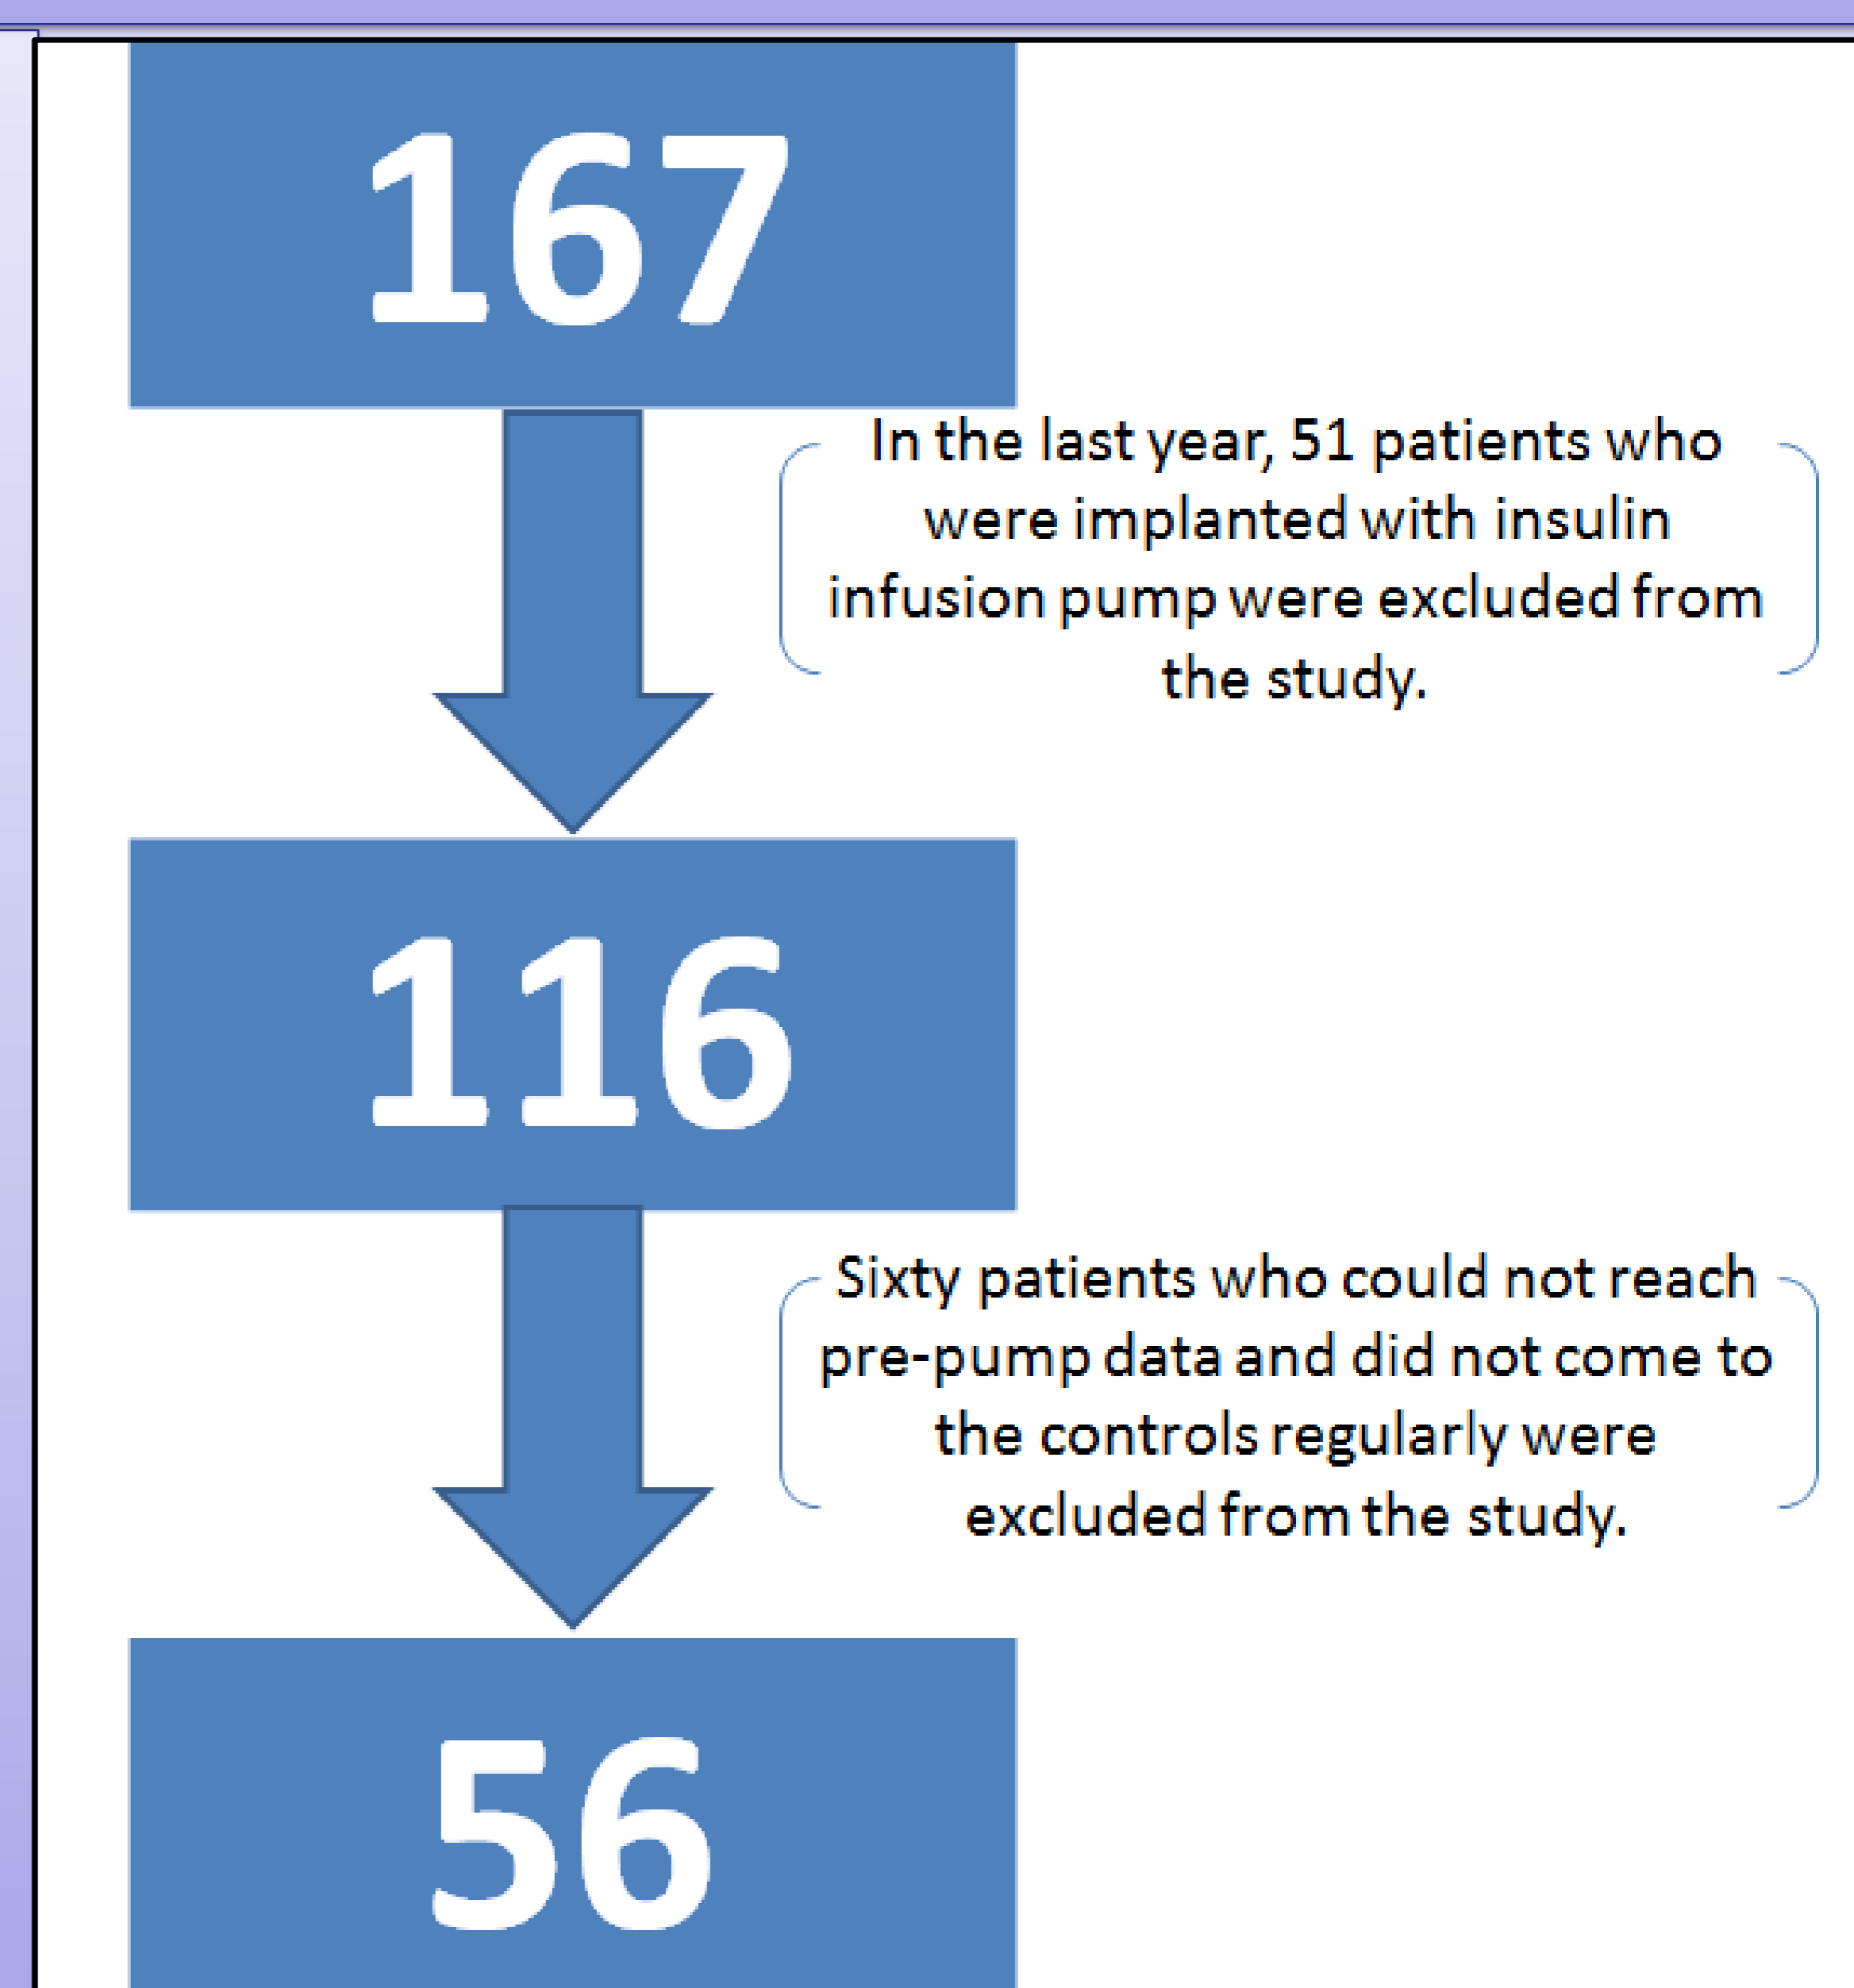 167
In the last year, 51 patients who
were implanted with insulin
infusion pump were excluded from
the study.
116
Sixty patients who could not reach
pre-pump data and did not come to
the controls regularly were
excluded from the study.
56